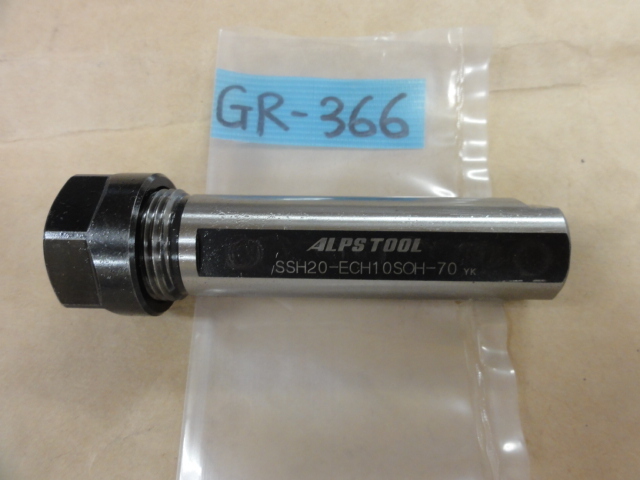 GR-366
ALPS TOOL
SSH20-ECH10SOH-70 YK